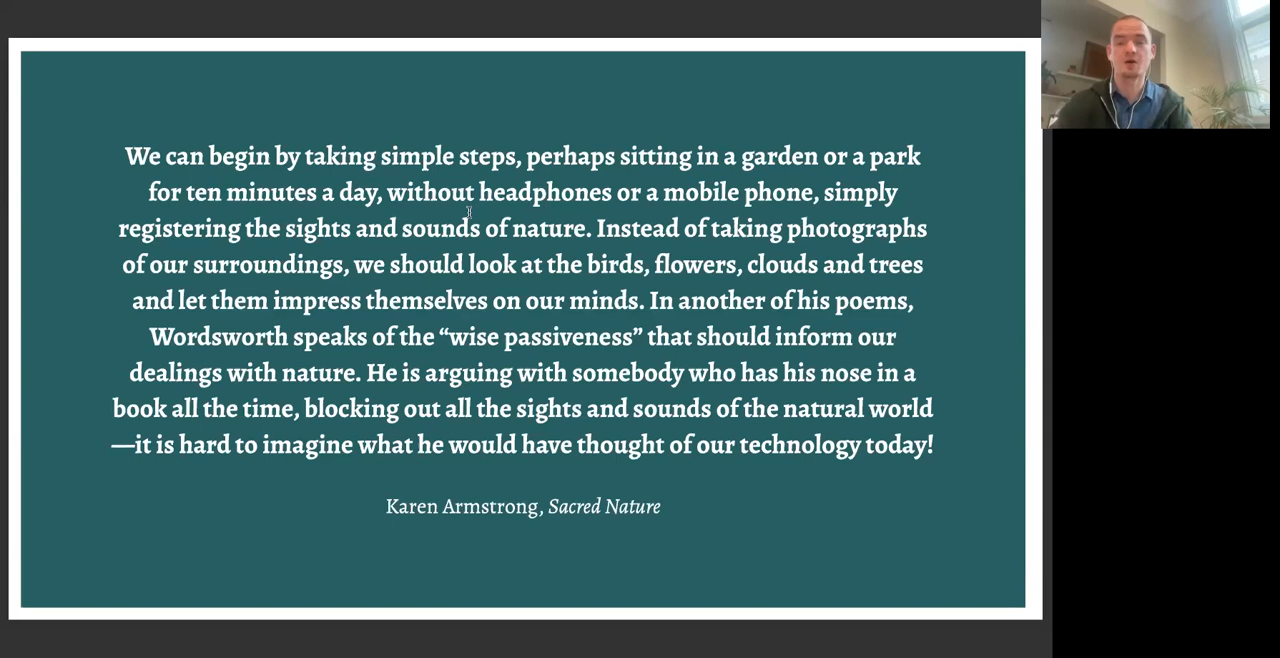 We can begin by taking simple steps, perhaps sitting in a garden or a park
for ten minutes a day, without headphones or a mobile phone, simply
registering the sights and sounds of nature. Instead of taking photographs
of our surroundings, we should look at the birds, flowers, clouds and trees
and let them impress themselves on our minds. In another of his poems,
Wordsworth speaks of the “wise passiveness” that should inform our
dealings with nature. He is arguing with somebody who has his nose in a
book all the time, blocking out all the sights and sounds of the natural world
—it is hard to imagine what he would have thought of our technology today!
Karen Armstrong, Sacred Nature